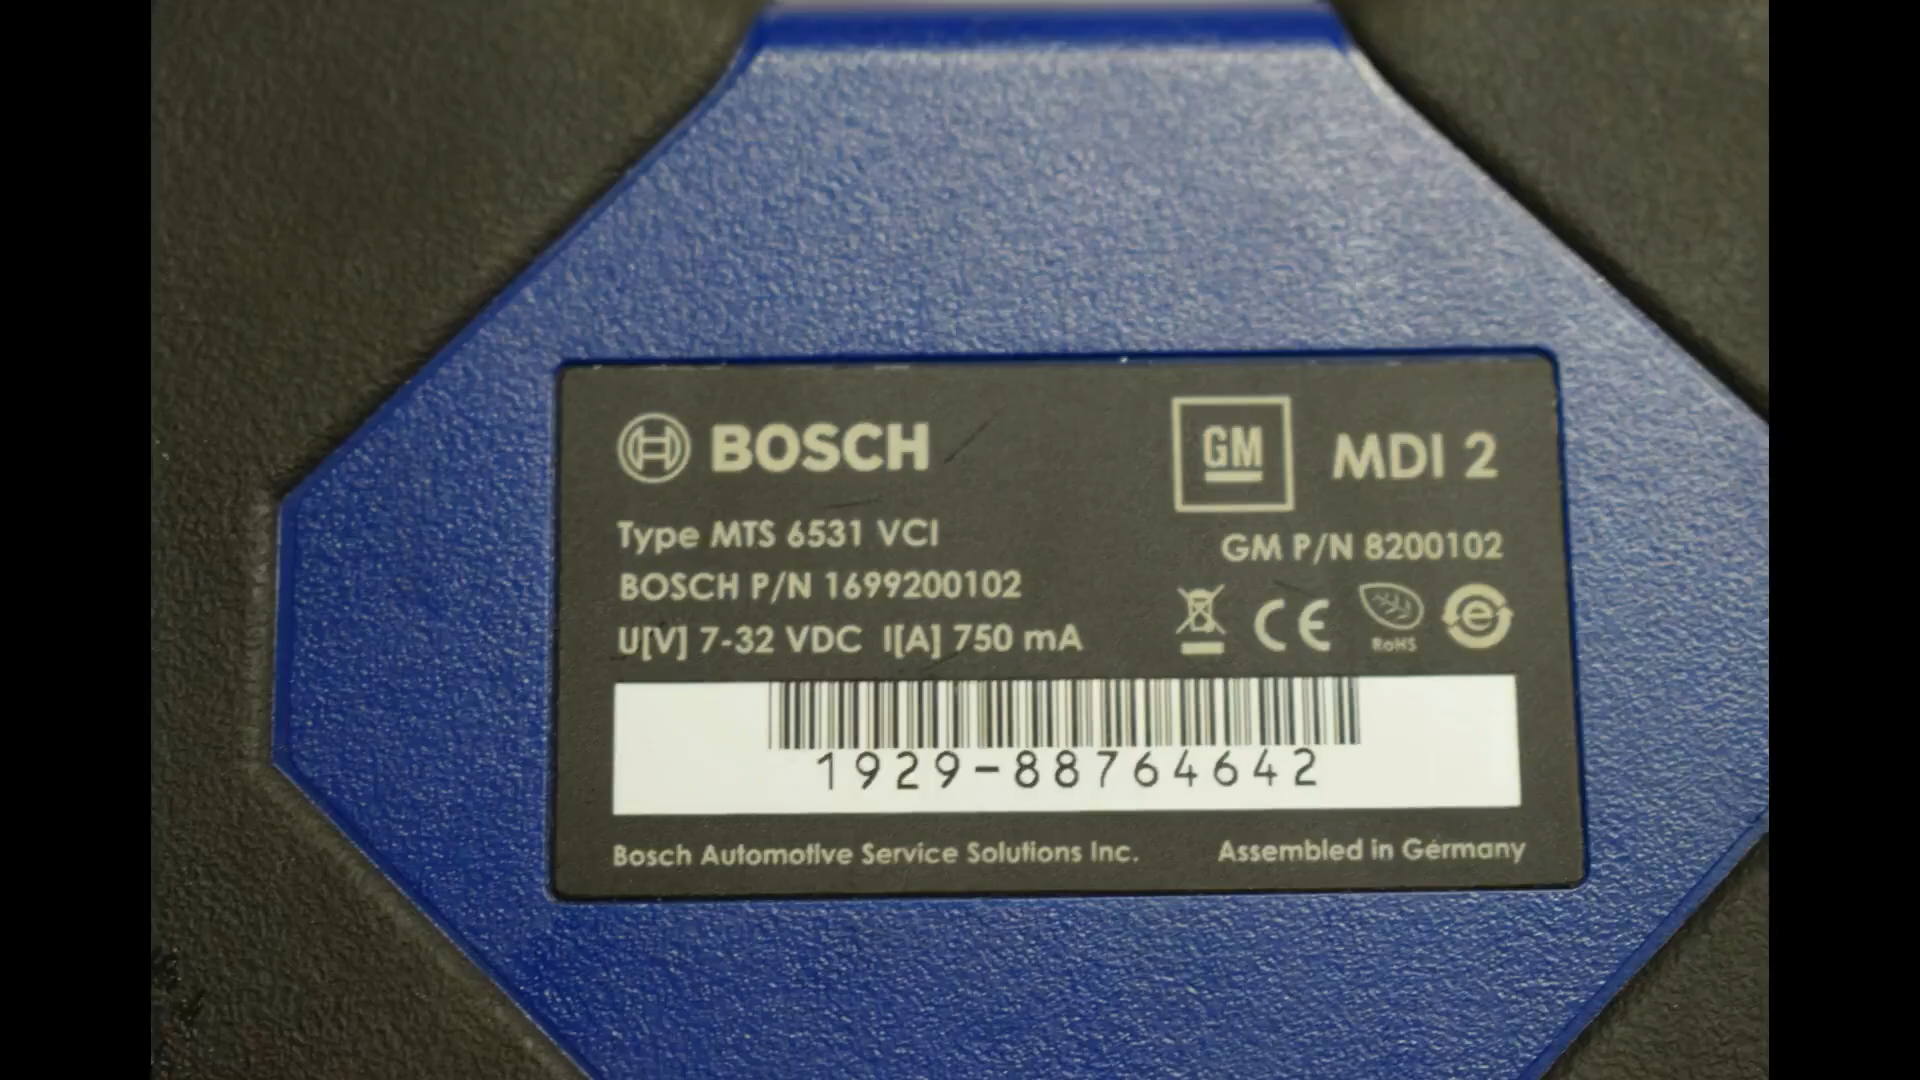 BOSCH
GM MDI 2
Type MTS 6531 VCI
GM P/N 8200102
BOSCH P/N 1699200102
U[V] 7-32 VDC I[A] 750 mA
CE RoHS e
1929-88764642
Bosch Automotive Service Solutions Inc.
Assembled in Germany